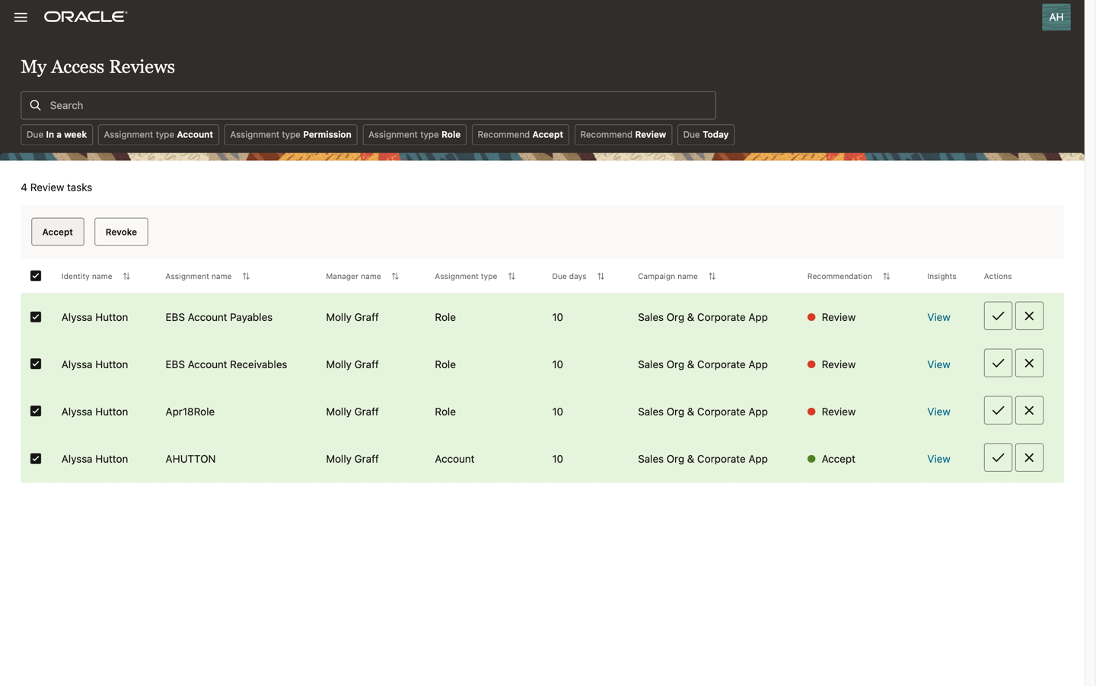 ORACLE
AH
My Access Reviews
Search
Due In a week Assignment type Account Assignment type Permission Assignment type Role Recommend Accept Recommend Review Due Today
4 Review tasks
Accept Revoke
Identity name Assignment name Manager name Assignment type Due days Campaign name Recommendation Insights Actions
Alyssa Hutton EBS Account Payables Molly Graff Role 10 Sales Org & Corporate App Review View
Alyssa Hutton EBS Account Receivables Molly Graff Role 10 Sales Org & Corporate App Review View
Alyssa Hutton Apr18Role Molly Graff Role 10 Sales Org & Corporate App Review View
Alyssa Hutton AHUTTON Molly Graff Account 10 Sales Org & Corporate App Accept View